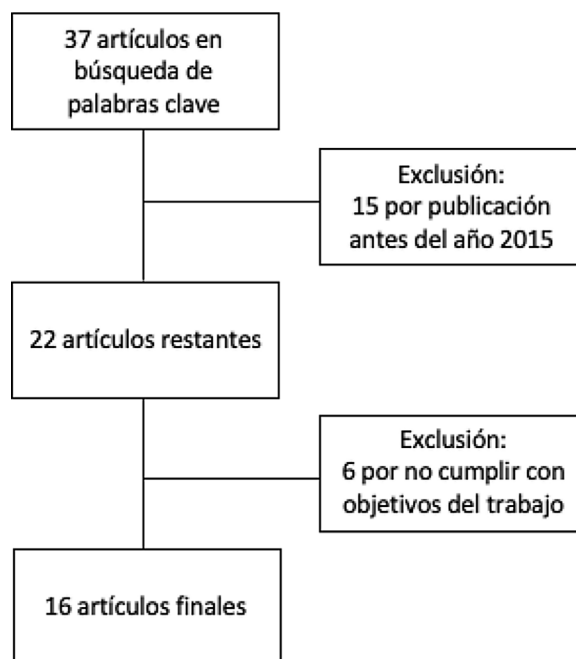 37 artículos en
búsqueda de
palabras clave
Exclusión:
15 por publicación
antes del año 2015
22 artículos restantes
Exclusión:
6 por no cumplir con
objetivos del trabajo
16 artículos finales